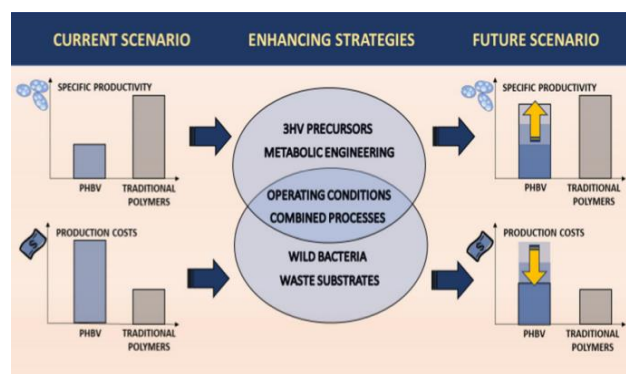 CURRENT SCENARIO
ENHANCING STRATEGIES
FUTURE SCENARIO
SPECIFIC PRODUCTIVITY
PHBV
TRADITIONAL
POLYMERS
PRODUCTION COSTS
$
PHBV
TRADITIONAL
POLYMERS
3HV PRECURSORS
METABOLIC ENGINEERING
OPERATING CONDITIONS
COMBINED PROCESSES
WILD BACTERIA
WASTE SUBSTRATES
SPECIFIC PRODUCTIVITY
PHBV
TRADITIONAL
POLYMERS
PRODUCTION COSTS
$
PHBV
TRADITIONAL
POLYMERS